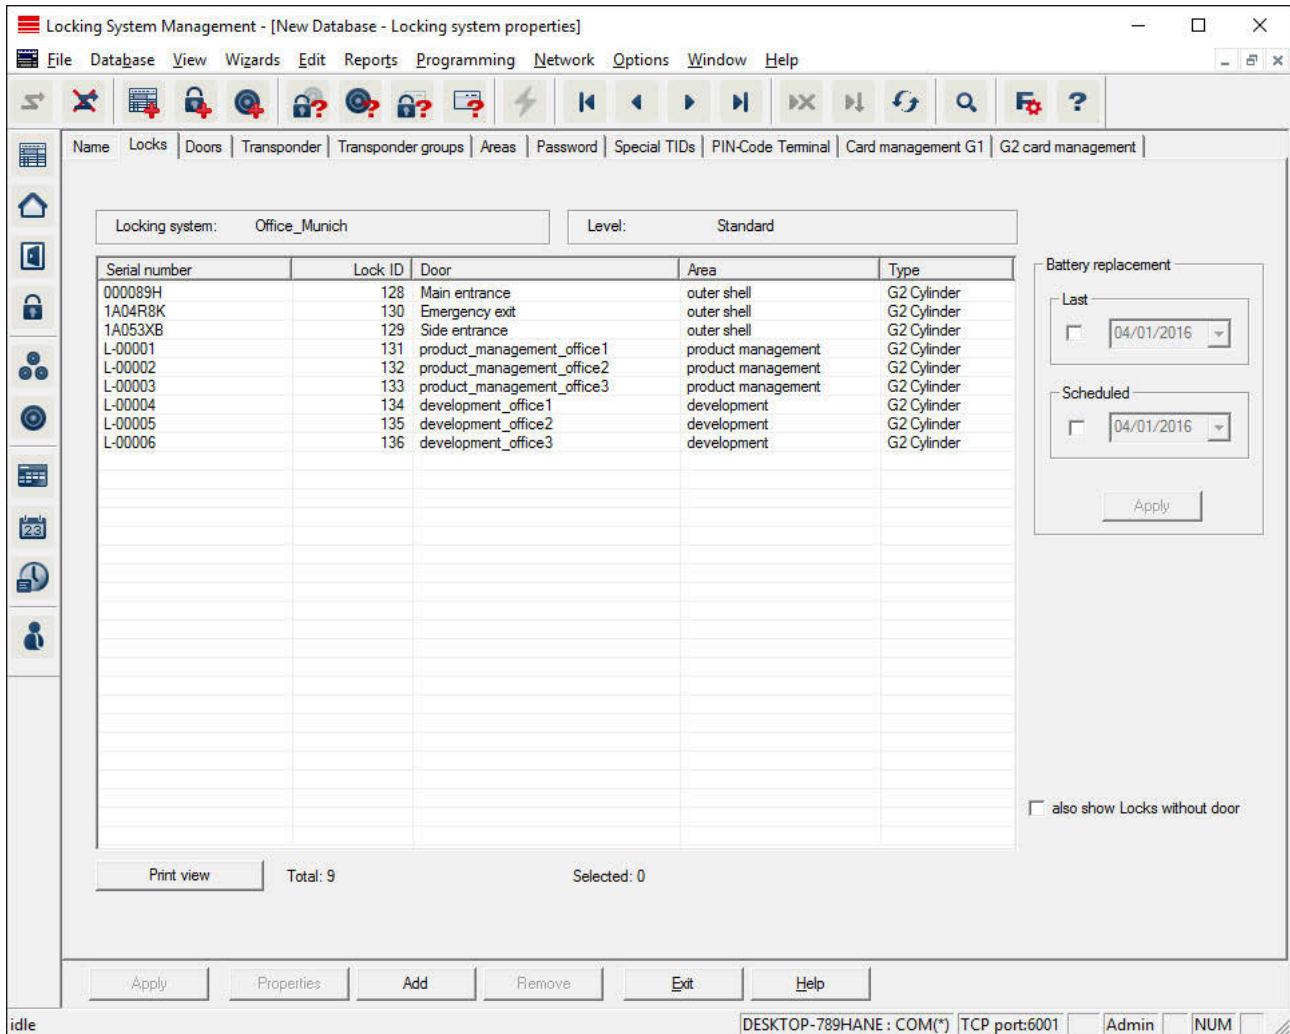 Locking System Management - [New Database - Locking system properties]
File Database View Wizards Edit Reports Programming Network Options Window Help
Name Locks Doors Transponder Transponder groups Areas Password Special TIDs PIN-Code Terminal Card management G1 G2 card management
Locking system: Office_Munich Level: Standard
Serial number Lock ID Door Area Type
000089H 128 Main entrance outer shell G2 Cylinder
1A04R8K 130 Emergency exit outer shell G2 Cylinder
1A053XB 129 Side entrance outer shell G2 Cylinder
L-00001 131 product_management_office1 product management G2 Cylinder
L-00002 132 product_management_office2 product management G2 Cylinder
L-00003 133 product_management_office3 product management G2 Cylinder
L-00004 134 development_office1 development G2 Cylinder
L-00005 135 development_office2 development G2 Cylinder
L-00006 136 development_office3 development G2 Cylinder
Battery replacement
Last
04/01/2016
Scheduled
04/01/2016
Apply
23
also show Locks without door
Print view Total: 9 Selected: 0
Apply Properties Add Remove Exit Help
idle DESKTOP-789HANE : COM(*) TCP port:6001 Admin NUM